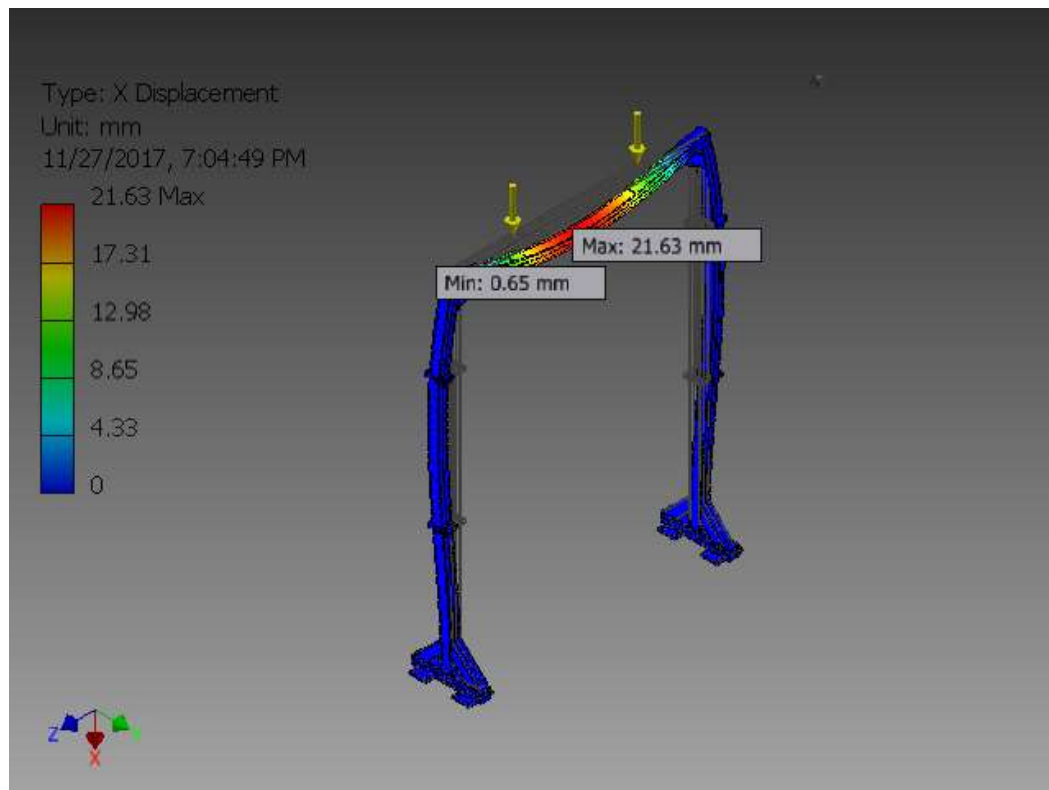 Type: X Displacement
Unit: mm
11/27/2017, 7:04:49 PM
21.63 Max
17.31
12.98
8.65
4.33
0
Max: 21.63 mm
Min: 0.65 mm
Z
Y
X